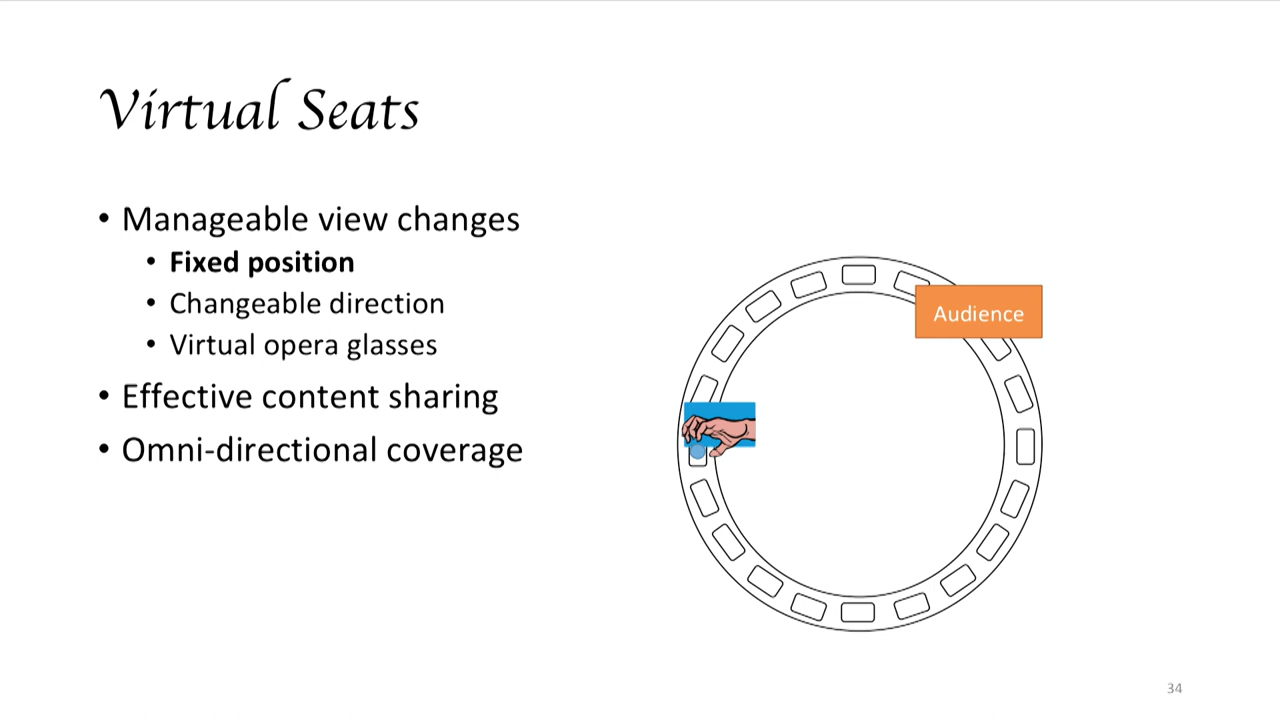 Virtual Seats
• Manageable view changes
• Fixed position
• Changeable direction
• Virtual opera glasses
• Effective content sharing
• Omni-directional coverage
Audience
34